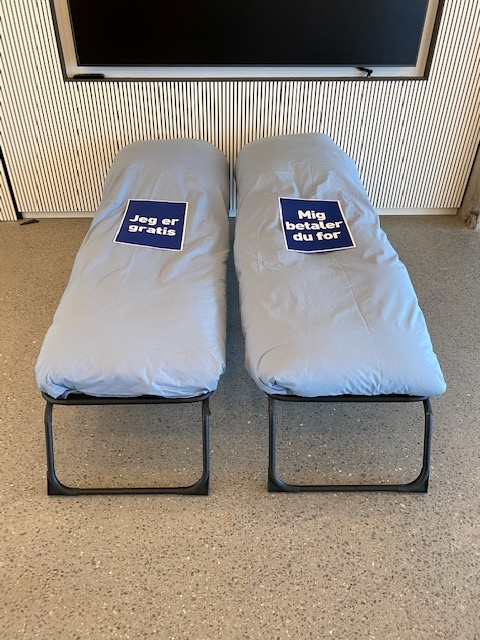 Jeg er
gratis
Mig
betaler
du for